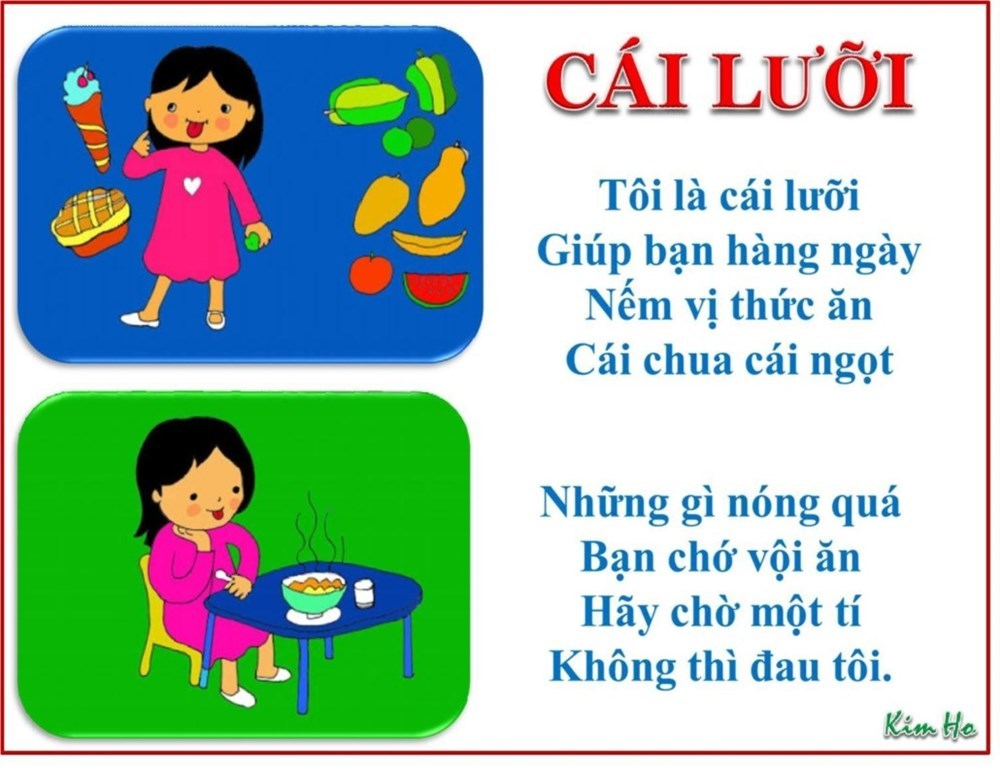 CÁI LƯỠI
Tôi là cái lưỡi
Giúp bạn hàng ngày
Nếm vị thức ăn
Cái chua cái ngọt
Những gì nóng quá
Bạn chớ vội ăn
Hãy chờ một tí
Không thì đau tôi.
Kim Ho